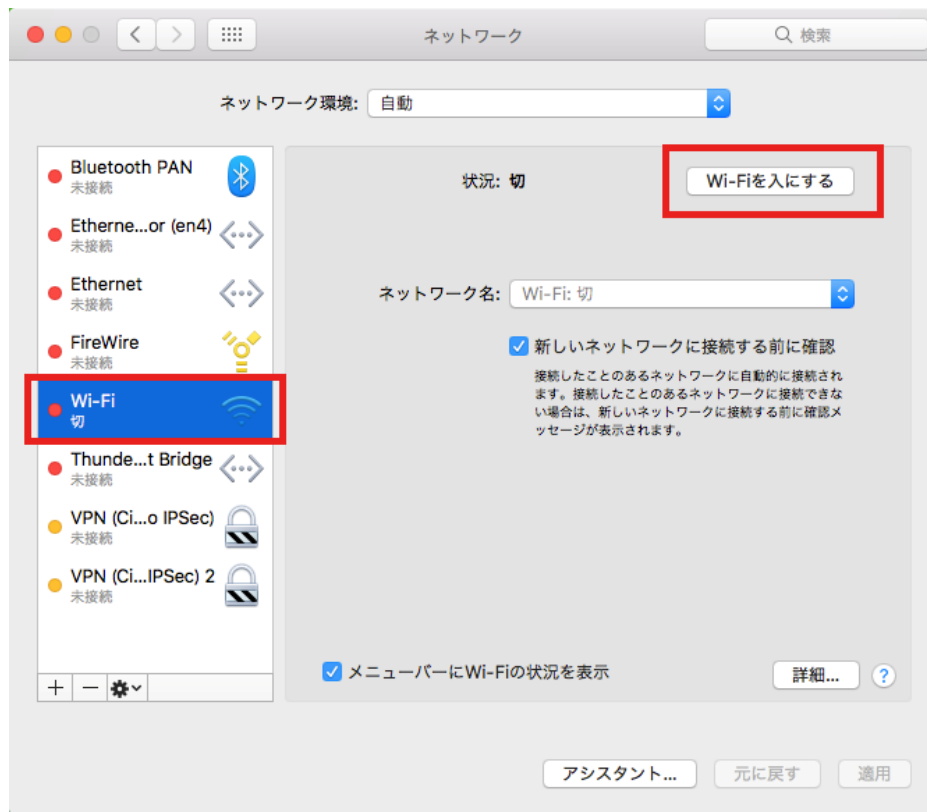 ネットワーク
検索
ネットワーク環境: 自動
Bluetooth PAN
未接続
Etherne...or (en4)
未接続
Ethernet
未接続
FireWire
未接続
Wi-Fi
切
Thunde...t Bridge
未接続
VPN (Ci...o IPSec)
未接続
VPN (Ci...IPSec) 2
未接続
状況: 切
Wi-Fiを入にする
ネットワーク名: Wi-Fi: 切
新しいネットワークに接続する前に確認
接続したことのあるネットワークに自動的に接続され
ます。接続したことのあるネットワークに接続できな
い場合は、新しいネットワークに接続する前に確認メ
ッセージが表示されます。
メニューバーにWi-Fiの状況を表示
詳細...
?
アシスタント...
元に戻す
適用